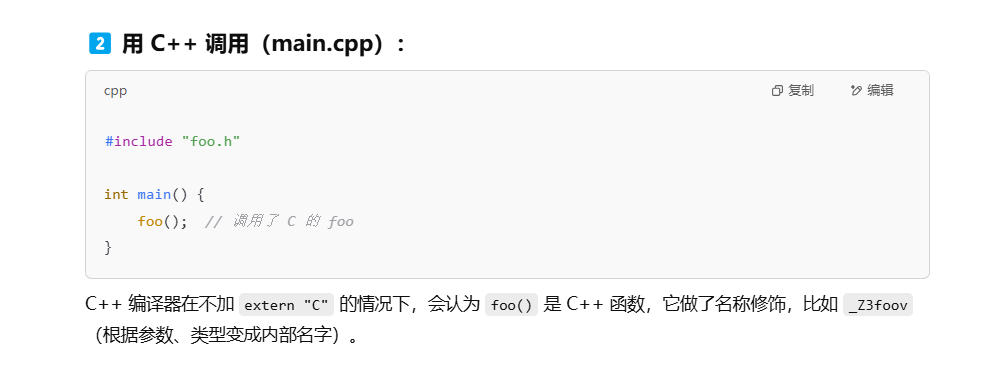 2 用 C++ 调用（main.cpp）：
cpp 复制 编辑
#include "foo.h"
int main() {
foo(); // 调用了 C 的 foo
}
C++ 编译器在不加 extern "C" 的情况下，会认为 foo() 是 C++ 函数，它做了名称修饰，比如 _Z3foov
（根据参数、类型变成内部名字）。